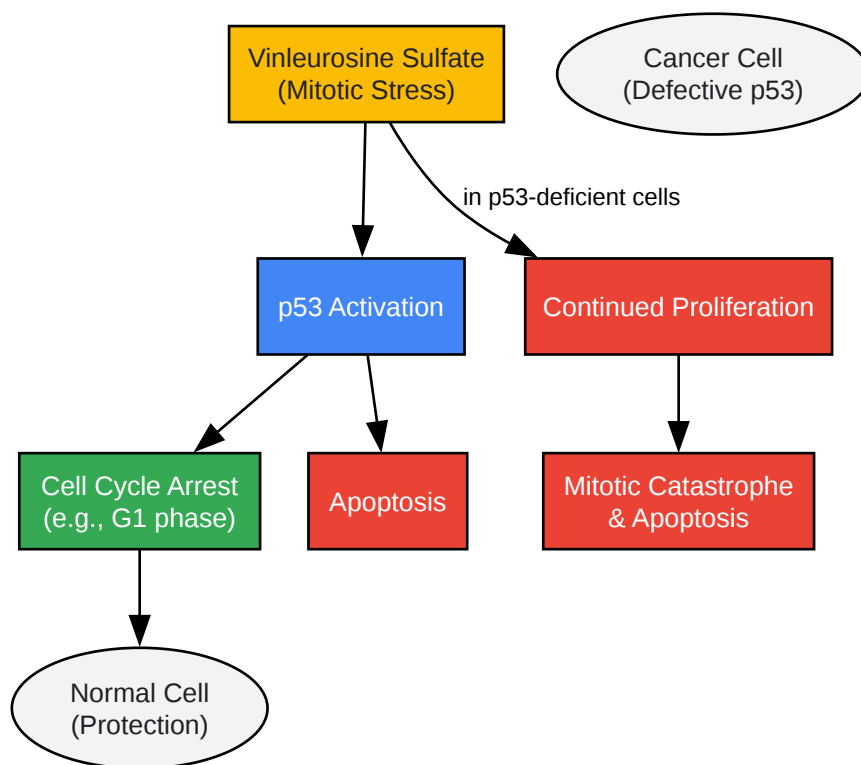 Vinleurosine Sulfate
(Mitotic Stress)
Cancer Cell
(Defective p53)
in p53-deficient cells
p53 Activation
Continued Proliferation
Cell Cycle Arrest
(e.g., G1 phase)
Apoptosis
Mitotic Catastrophe
& Apoptosis
Normal Cell
(Protection)